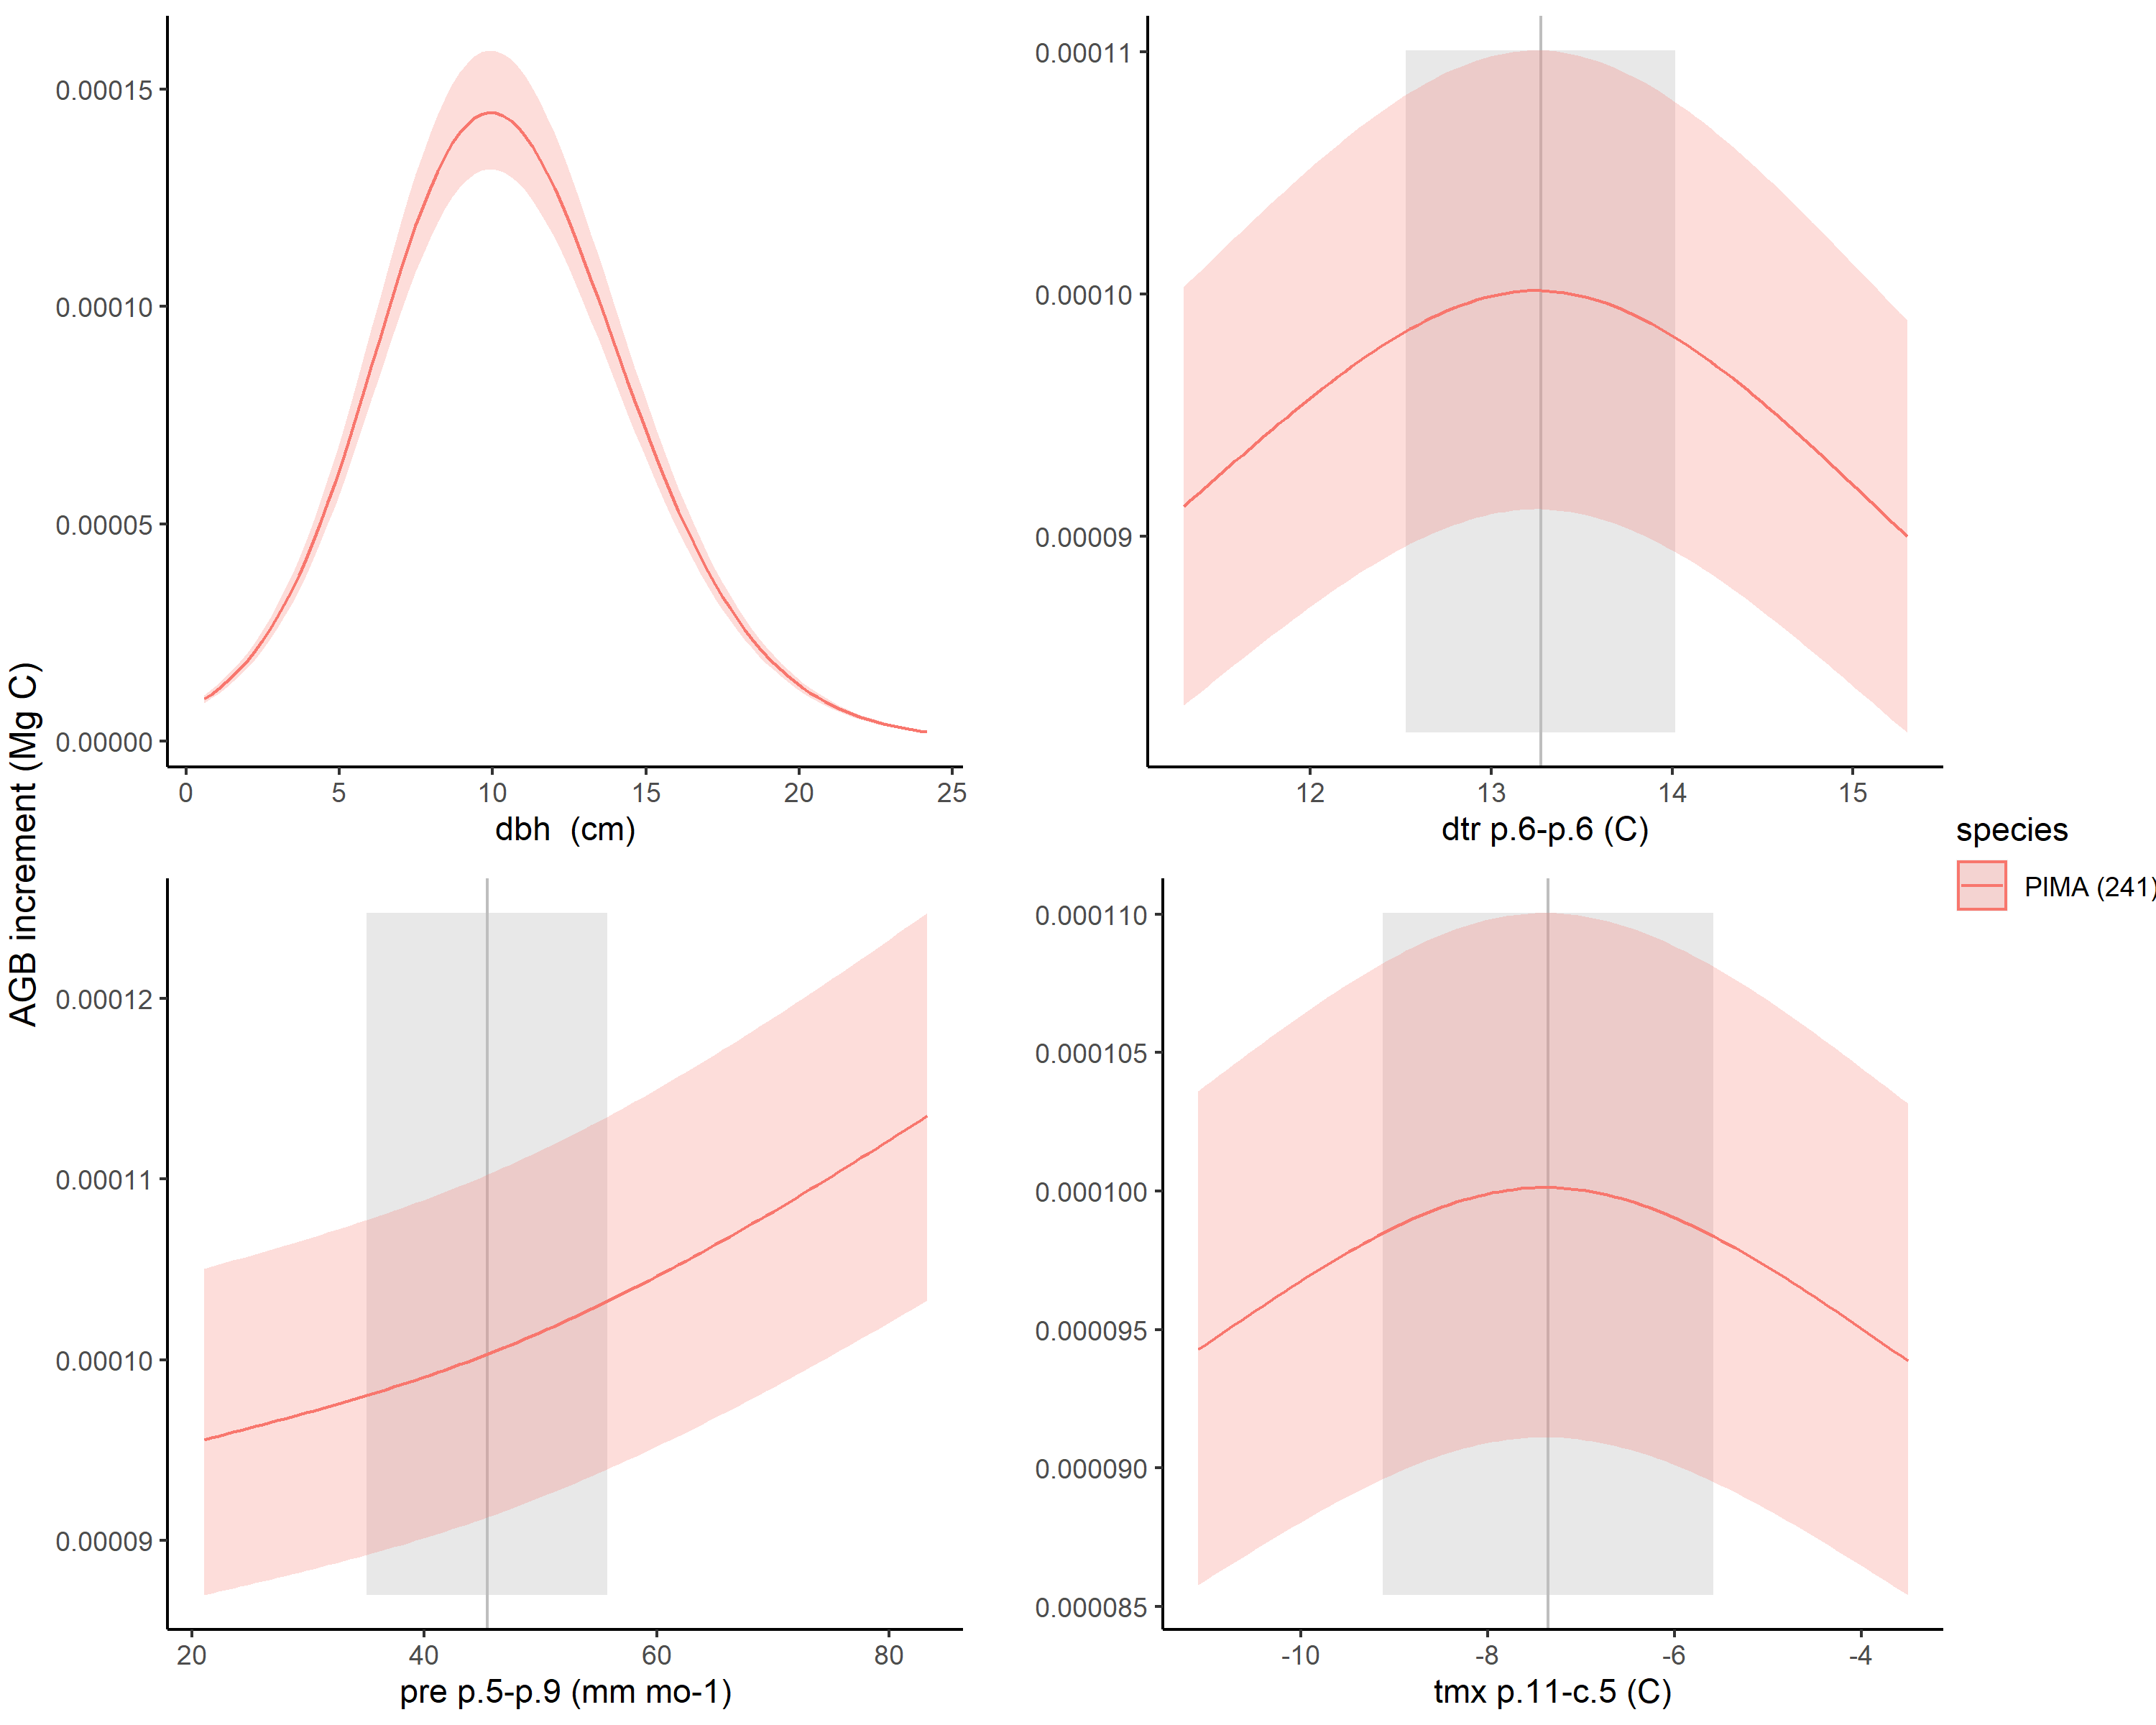 AGB increment (Mg C)
0.00015
0.00010
0.00005
0.00000
0 5 10 15 20 25
dbh  (cm)
0.00011
0.00010
0.00009
12 13 14 15
dtr p.6-p.6 (C)
0.00012
0.00011
0.00010
0.00009
20 40 60 80
pre p.5-p.9 (mm mo-1)
0.000110
0.000105
0.000100
0.000095
0.000090
0.000085
-10 -8 -6 -4
tmx p.11-c.5 (C)
species
PIMA (241)